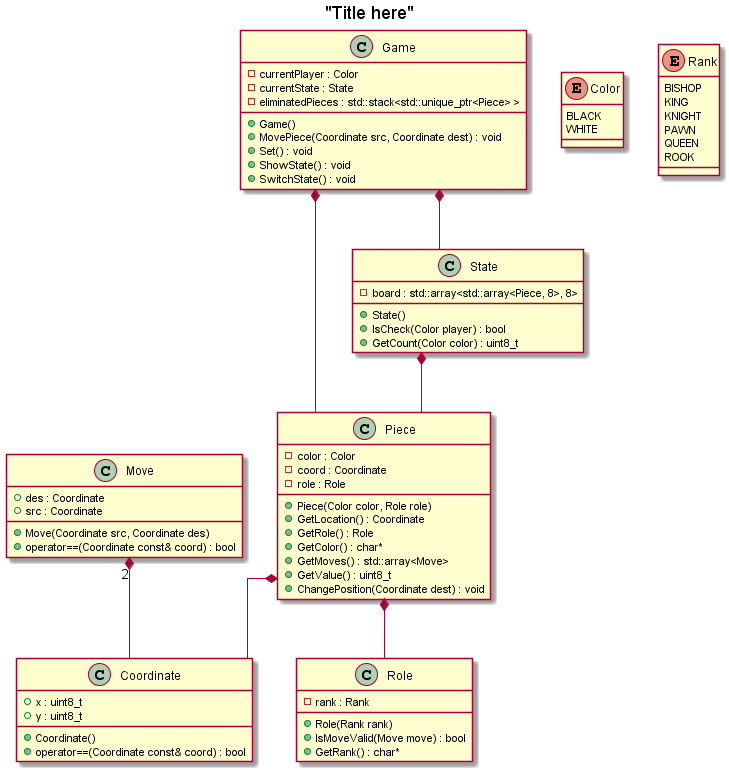 "Title here"
C Game
currentPlayer : Color
currentState : State
eliminatedPieces : std::stack<std::unique_ptr<Piece> >
Game()
MovePiece(Coordinate src, Coordinate dest) : void
Set() : void
ShowState() : void
SwitchState() : void
E Color
BLACK
WHITE
E Rank
BISHOP
KING
KNIGHT
PAWN
QUEEN
ROOK
C State
board : std::array<std::array<Piece, 8>, 8>
State()
IsCheck(Color player) : bool
GetCount(Color color) : uint8_t
C Piece
color : Color
coord : Coordinate
role : Role
Piece(Color color, Role role)
GetLocation() : Coordinate
GetRole() : Role
GetColor() : char*
GetMoves() : std::array<Move>
GetValue() : uint8_t
ChangePosition(Coordinate dest) : void
C Move
des : Coordinate
src : Coordinate
Move(Coordinate src, Coordinate des)
operator==(Coordinate const& coord) : bool
2
C Coordinate
x : uint8_t
y : uint8_t
Coordinate()
operator==(Coordinate const& coord) : bool
C Role
rank : Rank
Role(Rank rank)
IsMoveValid(Move move) : bool
GetRank() : char*